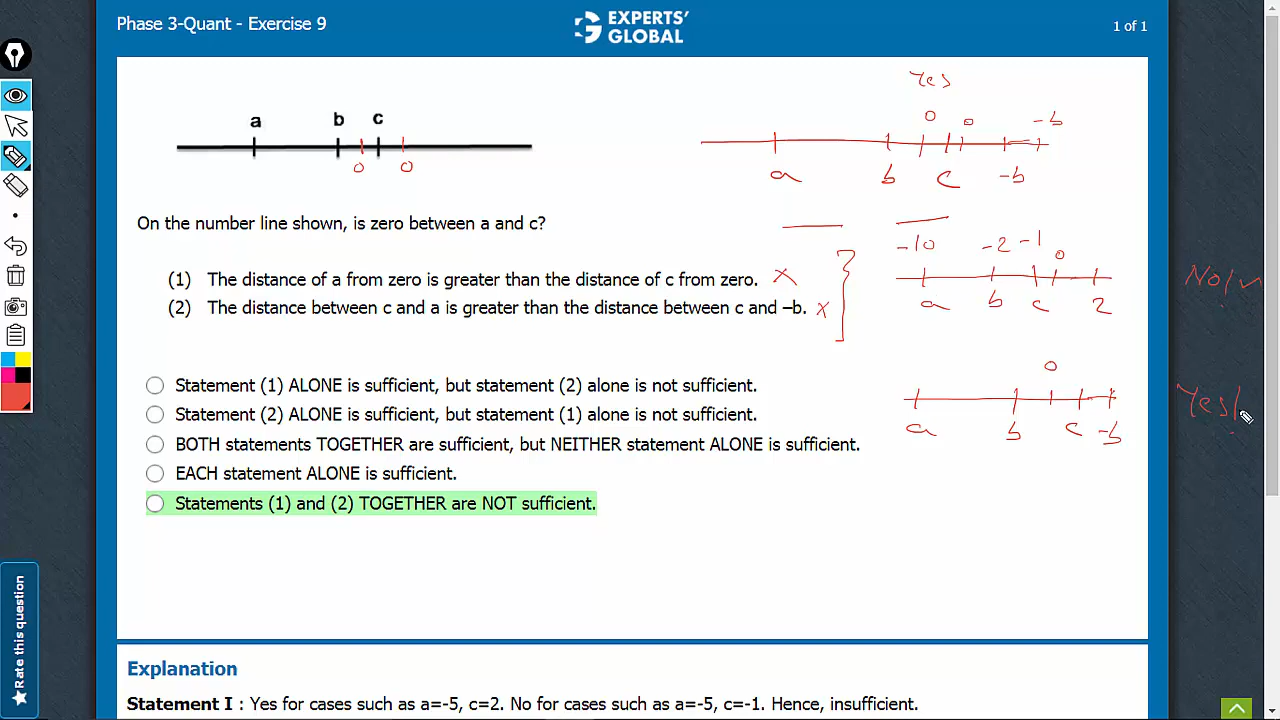 Phase 3-Quant - Exercise 9
EXPERTS'
GLOBAL
1 of 1
Yes
a b c
0 0
0 0 -b
a b c -b
On the number line shown, is zero between a and c?
-10 -2 -1 0
(1) The distance of a from zero is greater than the distance of c from zero. x
a b c 2
No/
(2) The distance between c and a is greater than the distance between c and –b. x
0
Statement (1) ALONE is sufficient, but statement (2) alone is not sufficient.
a b c -b
Yes/
Statement (2) ALONE is sufficient, but statement (1) alone is not sufficient.
BOTH statements TOGETHER are sufficient, but NEITHER statement ALONE is sufficient.
EACH statement ALONE is sufficient.
Statements (1) and (2) TOGETHER are NOT sufficient.
Rate this question
Explanation
Statement I : Yes for cases such as a=-5, c=2. No for cases such as a=-5, c=-1. Hence, insufficient.